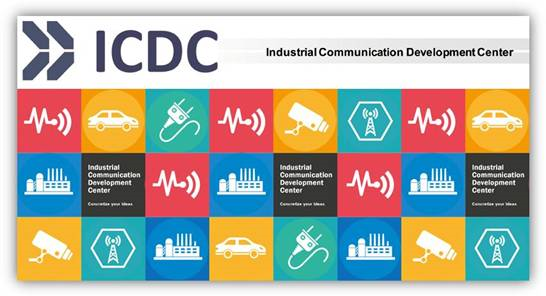 ICDC
Industrial Communication Development Center
Industrial
Communication
Development
Center
Concretize your Ideas
Industrial
Communication
Development
Center
Concretize your Ideas
Industrial
Communication
Development
Center
Concretize your Ideas